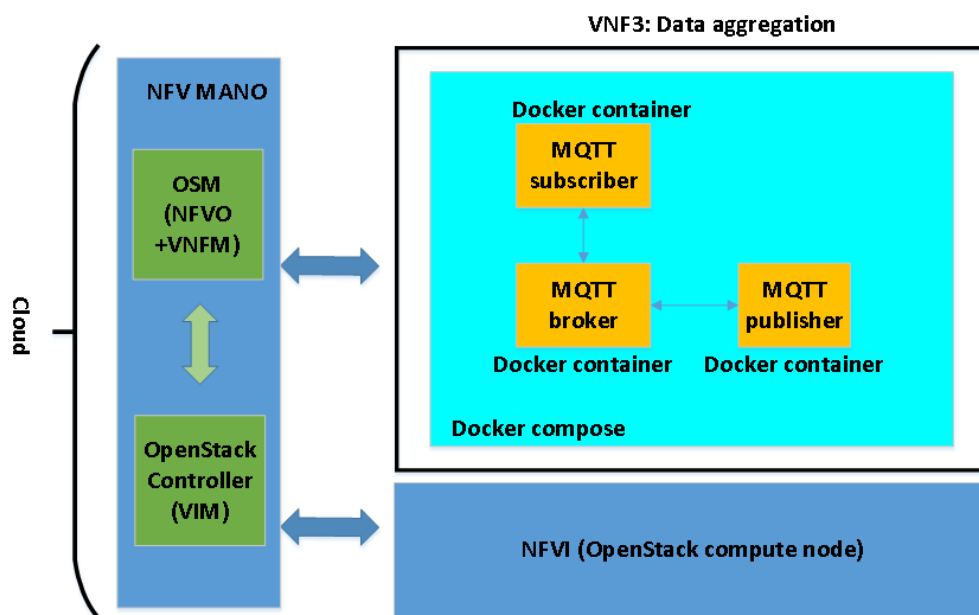 VNF3: Data aggregation
NFV MANO
OSM
(NFVO
+VNFM)
OpenStack
Controller
(VIM)
Cloud
Docker container
MQTT
subscriber
MQTT
broker
Docker container
MQTT
publisher
Docker container
Docker compose
NFVI (OpenStack compute node)